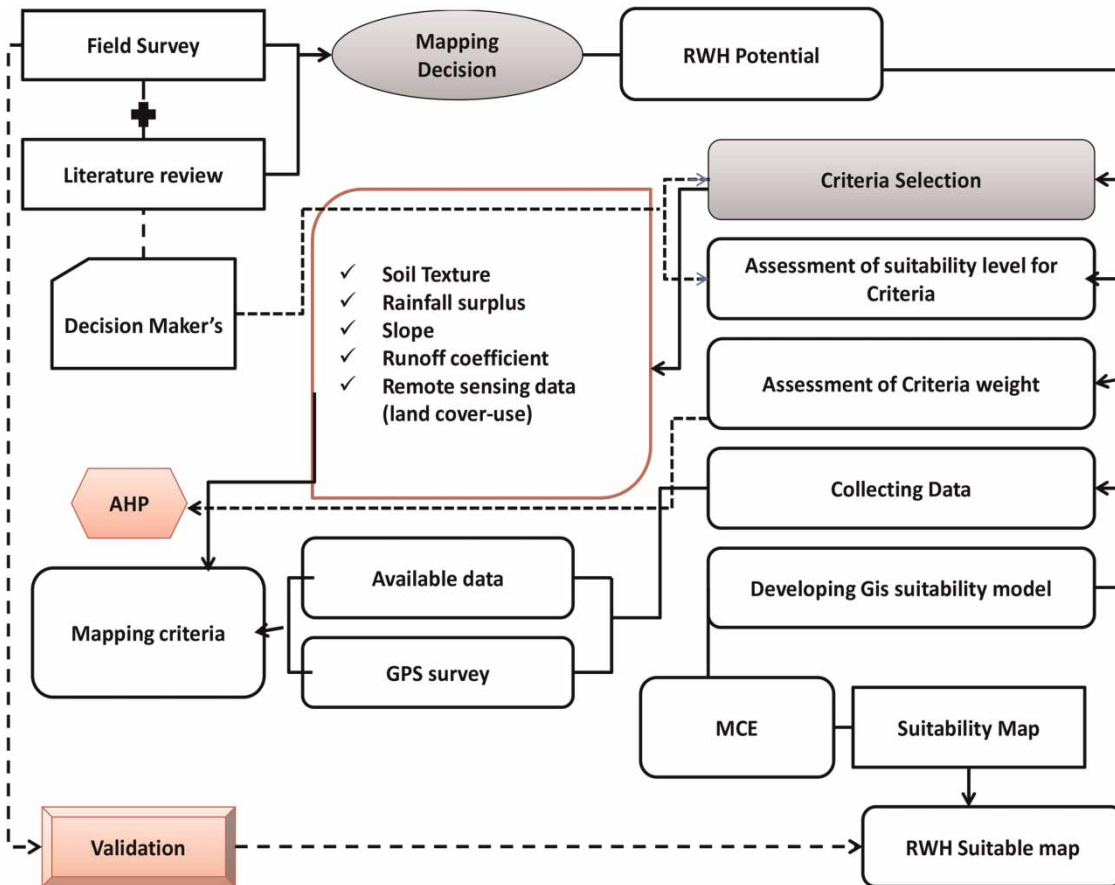 Field Survey
Mapping
Decision
RWH Potential
Literature review
Criteria Selection
Decision Maker's
✓ Soil Texture
✓ Rainfall surplus
✓ Slope
✓ Runoff coefficient
✓ Remote sensing data
(land cover-use)
Assessment of suitability level for
Criteria
Assessment of Criteria weight
AHP
Collecting Data
Available data
Developing Gis suitability model
Mapping criteria
GPS survey
MCE
Suitability Map
Validation
RWH Suitable map